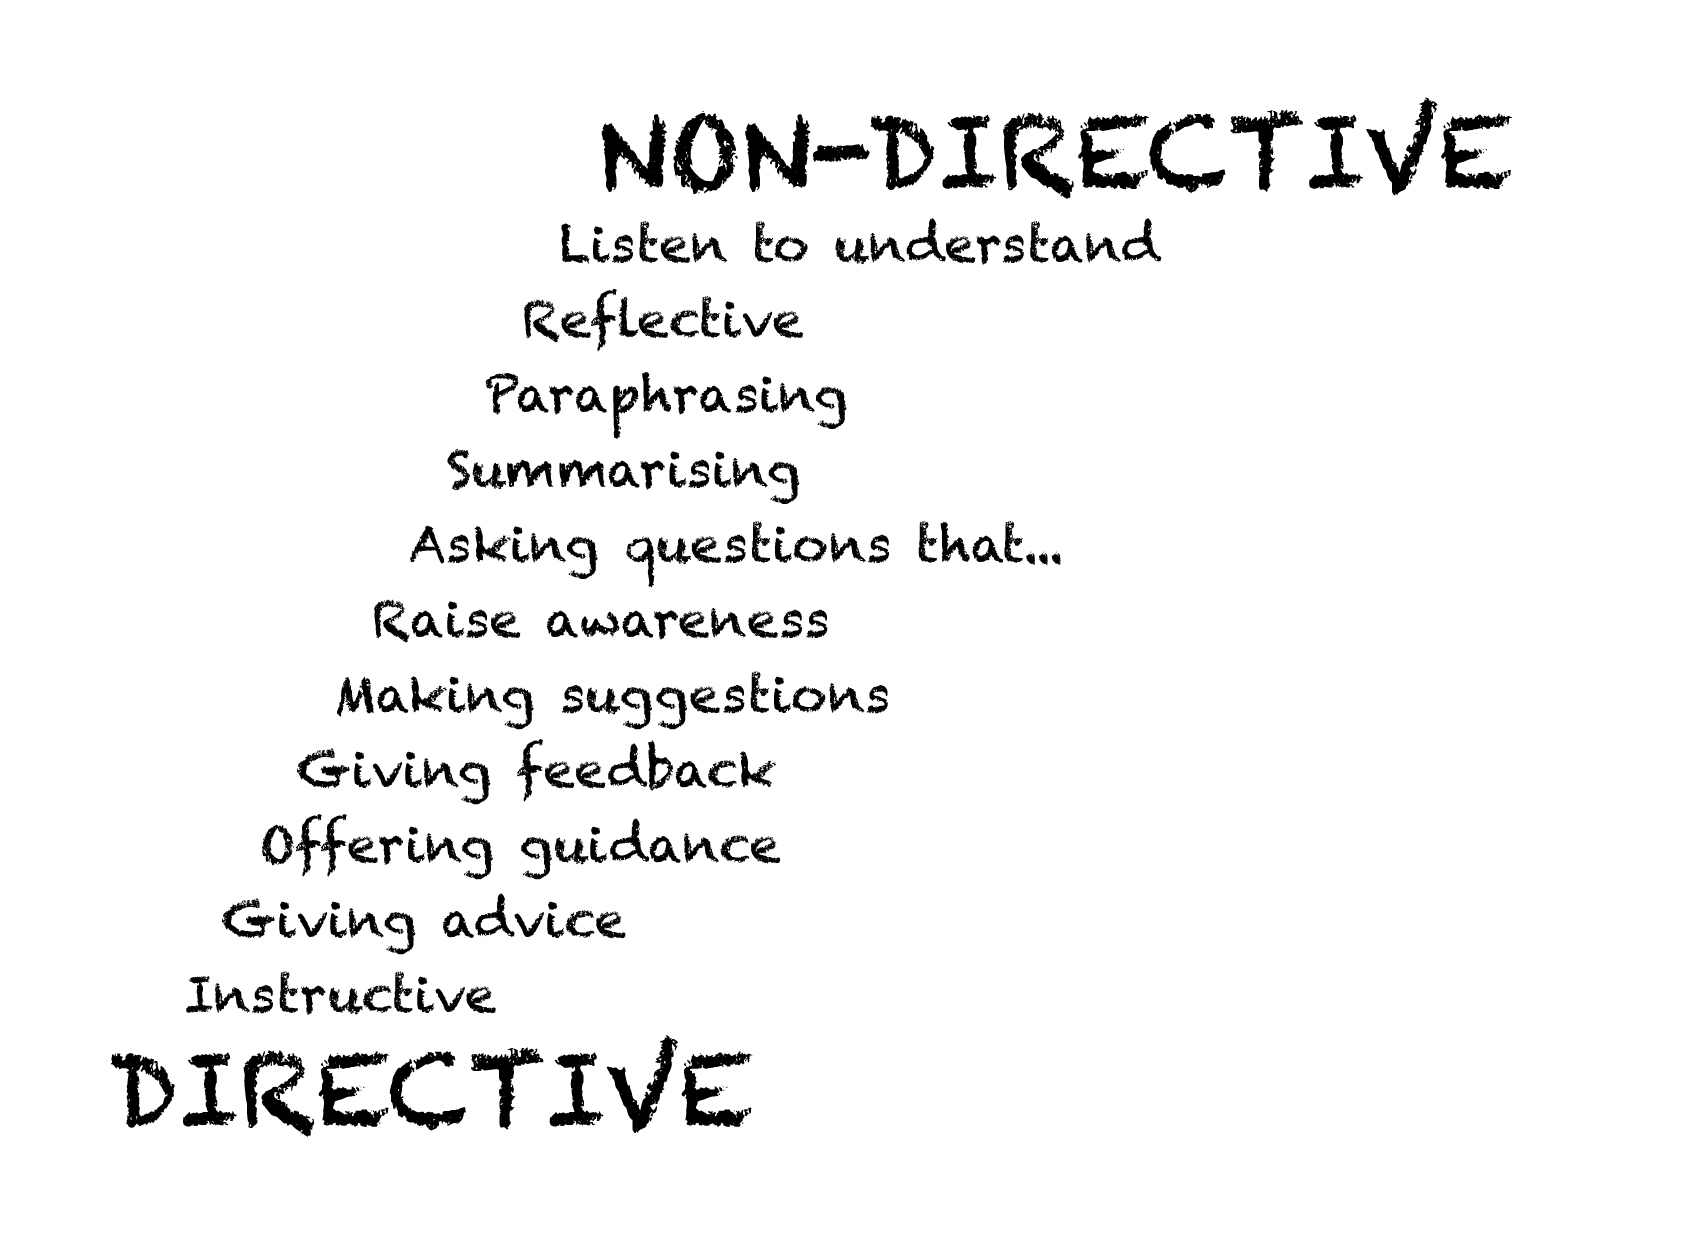 NON-DIRECTIVE
Listen to understand
Reflective
Paraphrasing
Summarising
Asking questions that...
Raise awareness
Making suggestions
Giving feedback
Offering guidance
Giving advice
Instructive
DIRECTIVE